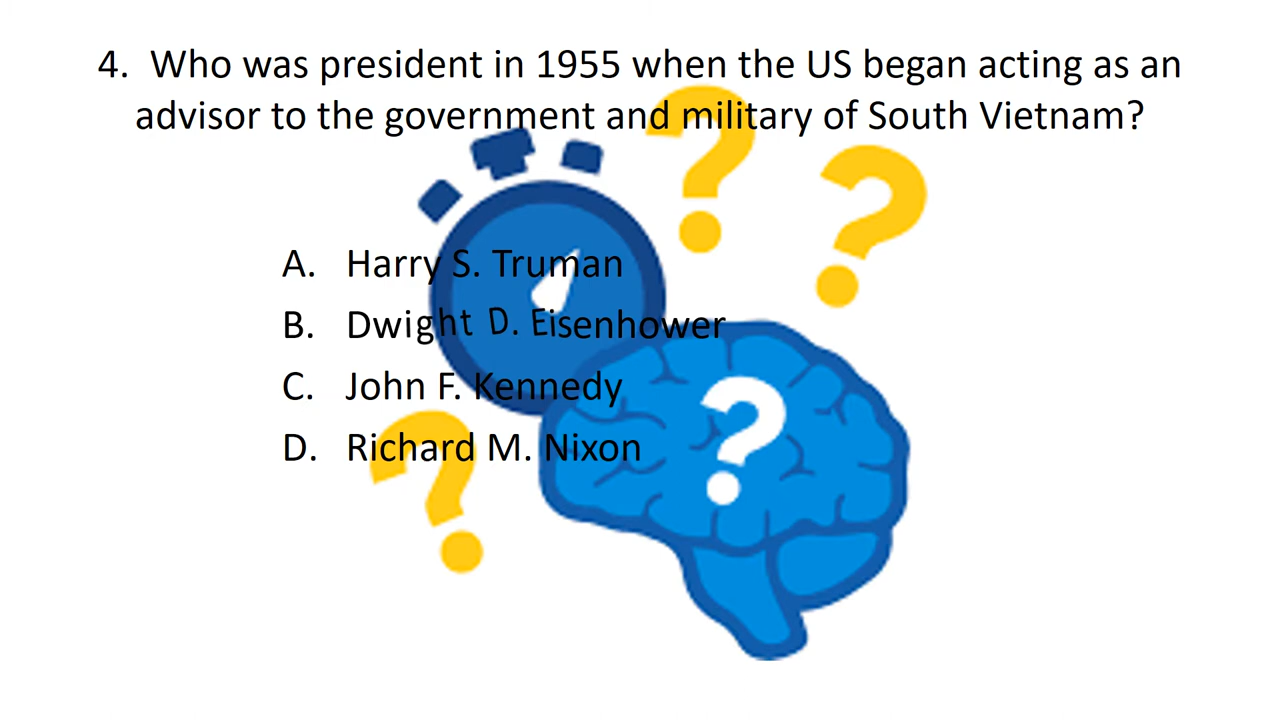 4. Who was president in 1955 when the US began acting as an
advisor to the government and military of South Vietnam?
A. Harry S. Truman
B. Dwight D. Eisenhower
C. John F. Kennedy
D. Richard M. Nixon